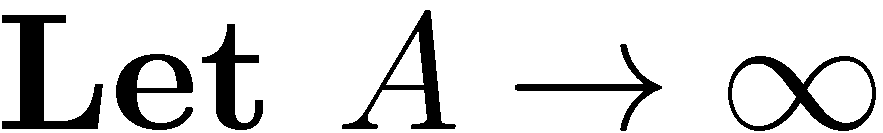 Let A → ∞